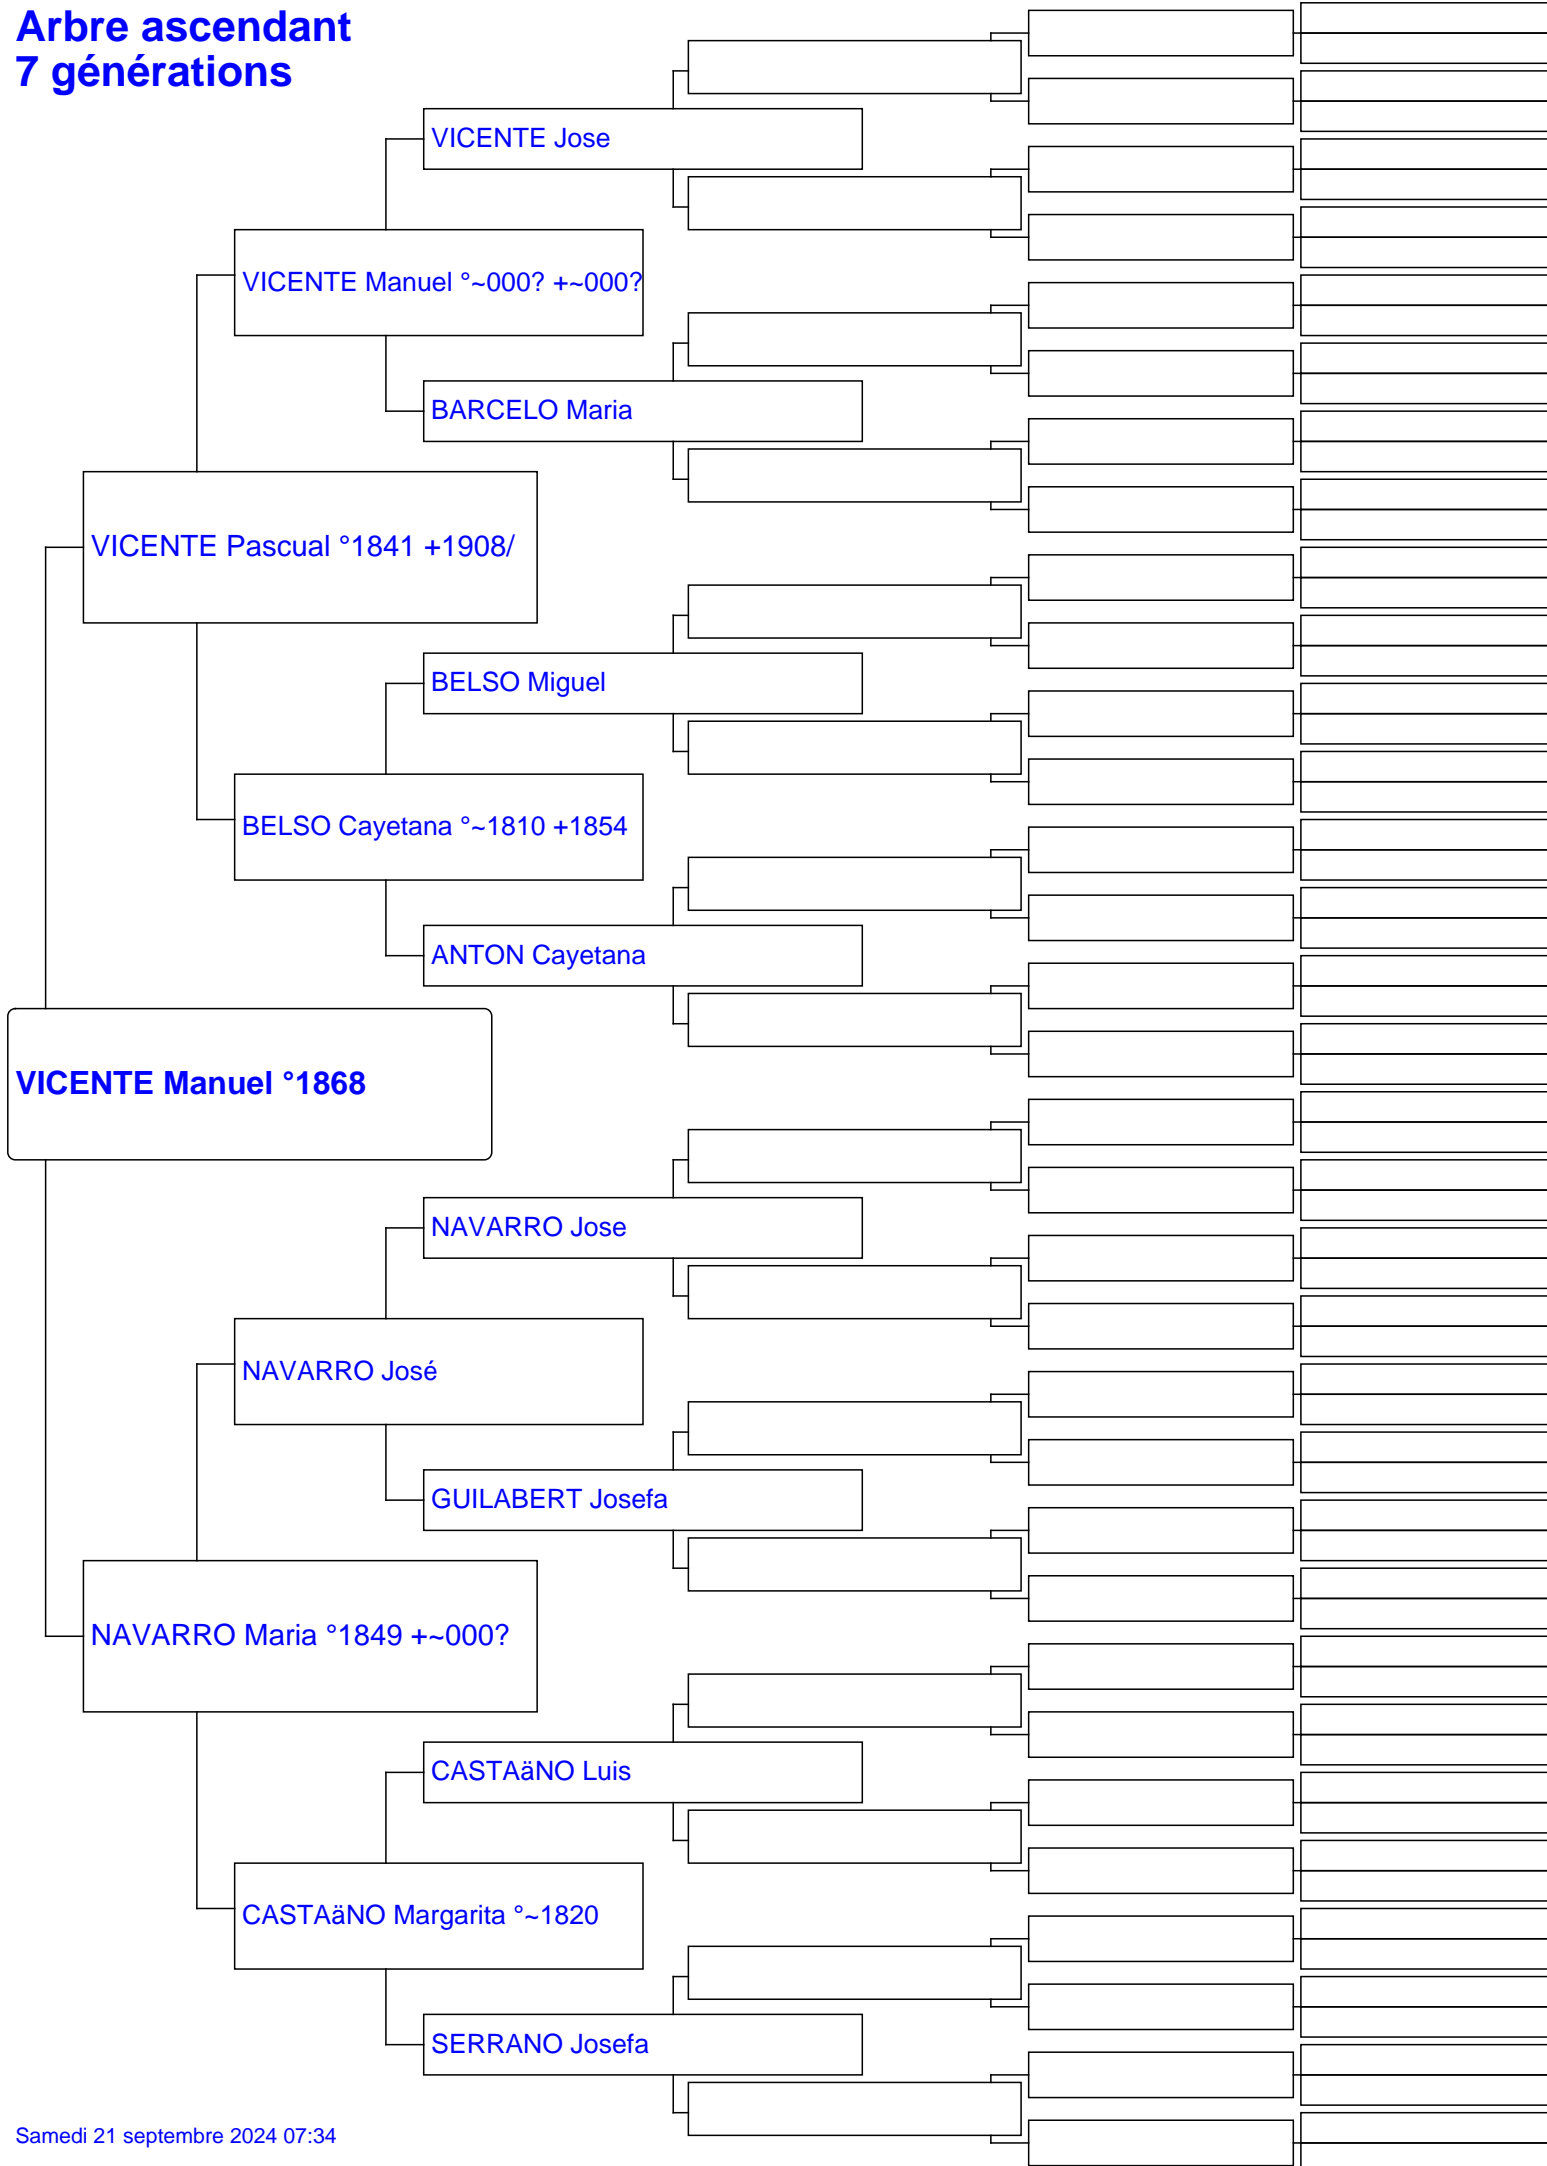 Arbre ascendant
7 générations
VICENTE Jose
VICENTE Manuel °~000? +~000?
BARCELO Maria
VICENTE Pascual °1841 +1908/
BELSO Miguel
BELSO Cayetana °~1810 +1854
ANTON Cayetana
VICENTE Manuel °1868
NAVARRO Jose
NAVARRO José
GUILABERT Josefa
NAVARRO Maria °1849 +~000?
CASTAäNO Luis
CASTAäNO Margarita °~1820
SERRANO Josefa
Samedi 21 septembre 2024 07:34